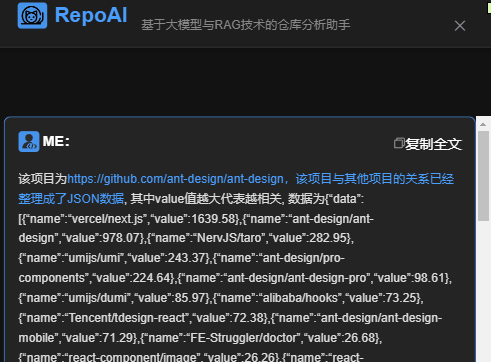 RepoAI 基于大模型与RAG技术的仓库分析助手
ME:
复制全文
该项目为https://github.com/ant-design/ant-design，该项目与其他项目的关系已经
整理成了JSON数据, 其中value值越大代表越相关, 数据为{"data":
[{"name":"vercel/next.js","value":1639.58},{"name":"ant-design/ant-
design","value":978.07},{"name":"NervJS/taro","value":282.95},
{"name":"umijs/umi","value":243.37},{"name":"ant-design/pro-
components","value":224.64},{"name":"ant-design/ant-design-pro","value":98.61},
{"name":"umijs/dumi","value":85.97},{"name":"alibaba/hooks","value":73.25},
{"name":"Tencent/tdesign-react","value":72.38},{"name":"ant-design/ant-design-
mobile","value":71.29},{"name":"FE-Struggler/doctor","value":26.68},
{"name":"react-component/image","value":26.26},{"name":"react-